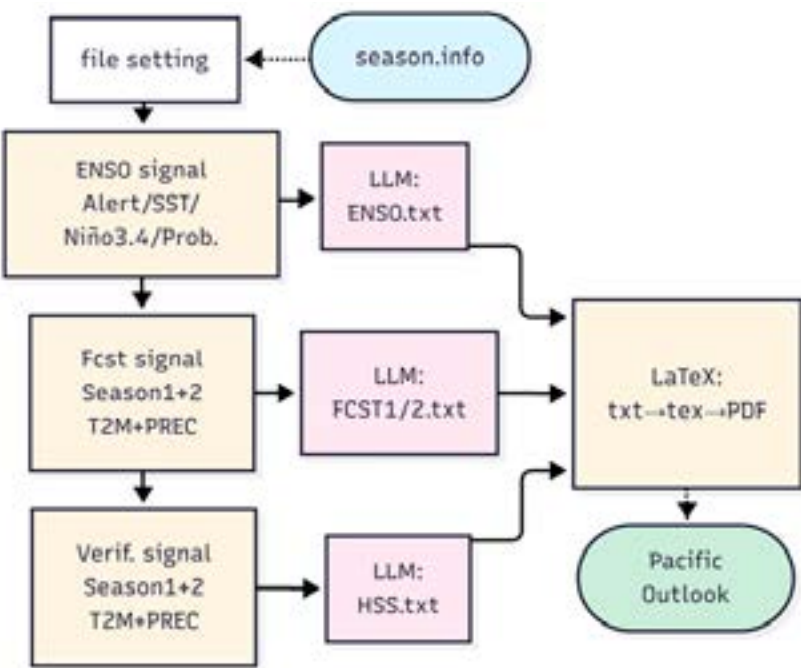 file setting
season.info
ENSO signal
Alert/SST/
Niño3.4/Prob.
LLM:
ENSO.txt
Fcst signal
Season1+2
T2M+PREC
LLM:
FCST1/2.txt
LaTeX:
txt→tex→PDF
Verif. signal
Season1+2
T2M+PREC
LLM:
HSS.txt
Pacific
Outlook